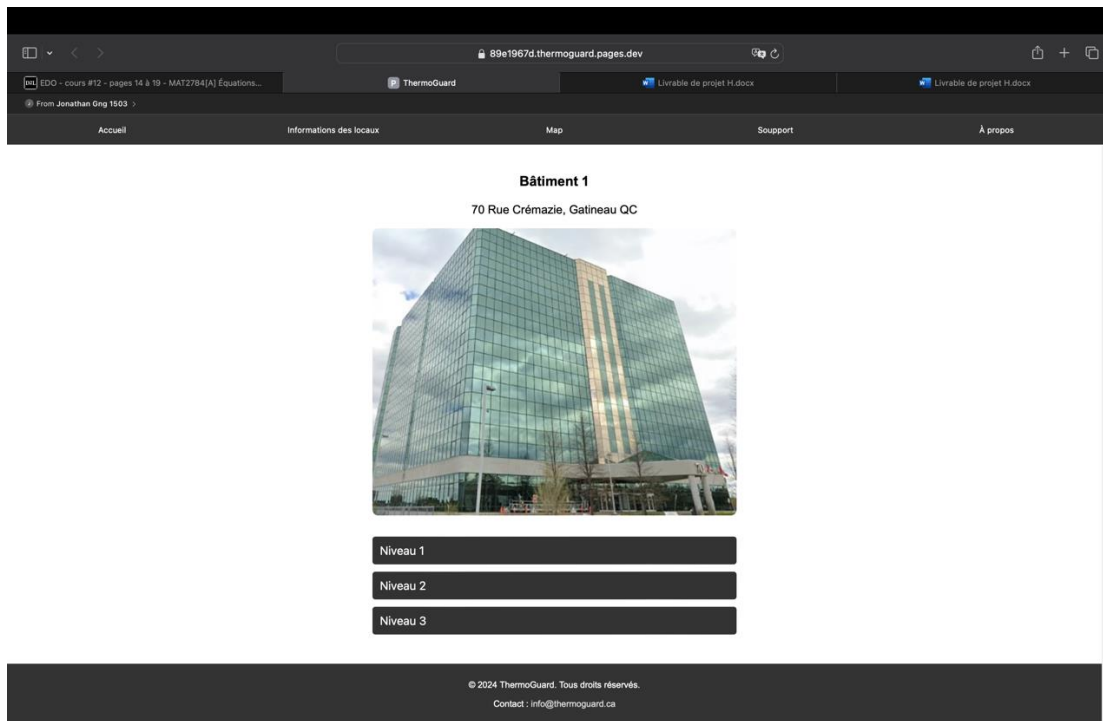 89e1967d.thermoguard.pages.dev
EDO - cours #12 - pages 14 à 19 - MAT2784[A] Équations...
ThermoGuard
Livrable de projet H.docx
Livrable de projet H.docx
From Jonathan Gng 1503 >
Accueil
Informations des locaux
Map
Soupport
À propos
Bâtiment 1
70 Rue Crémazie, Gatineau QC
Niveau 1
Niveau 2
Niveau 3
© 2024 ThermoGuard. Tous droits réservés.
Contact : info@thermoguard.ca